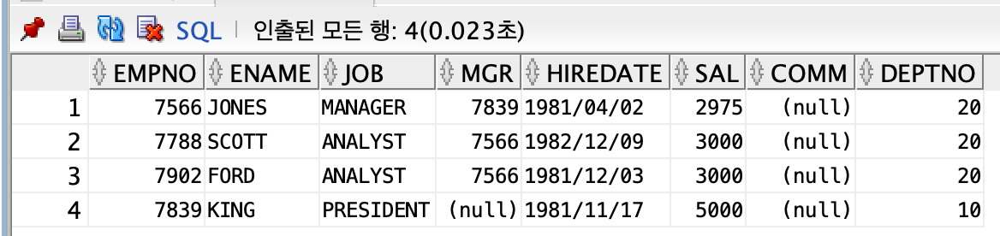 SQL 인출된 모든 행: 4(0.023초)
EMPNO ENAME JOB MGR HIREDATE SAL COMM DEPTNO
1 7566 JONES MANAGER 7839 1981/04/02 2975 (null) 20
2 7788 SCOTT ANALYST 7566 1982/12/09 3000 (null) 20
3 7902 FORD ANALYST 7566 1981/12/03 3000 (null) 20
4 7839 KING PRESIDENT (null) 1981/11/17 5000 (null) 10